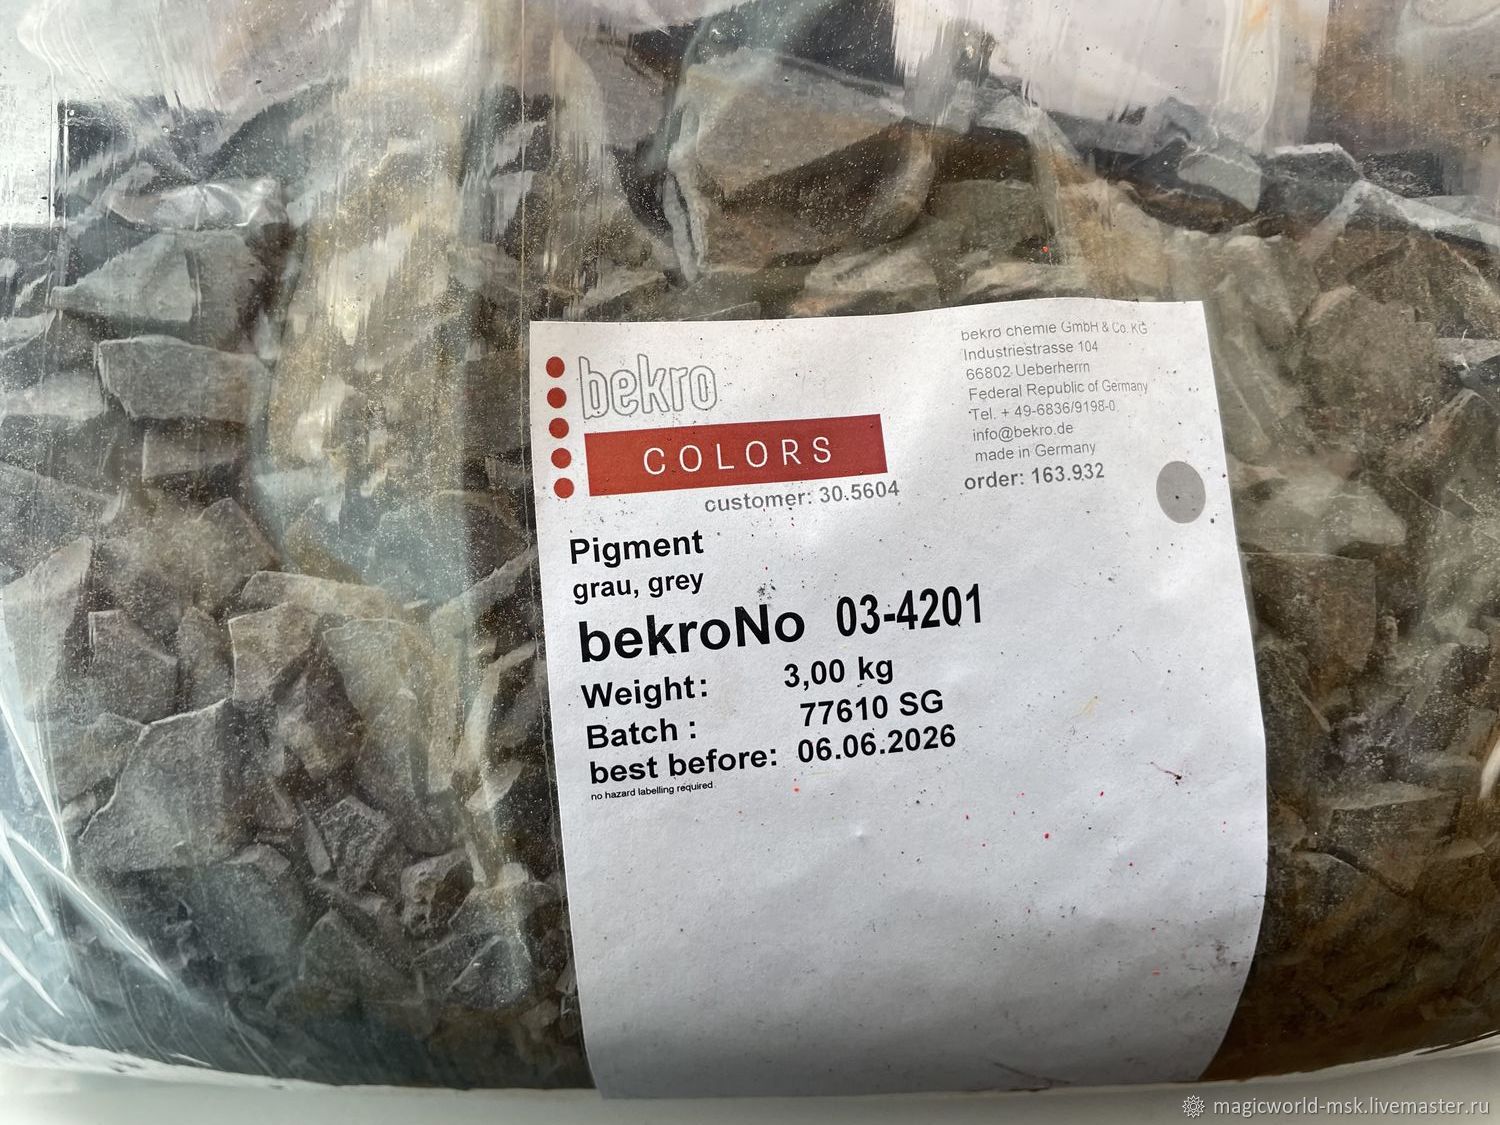 bekro
COLORS
customer: 30.5604
bekro chemie GmbH & Co. KG
Industriestrasse 104
66802 Ueberherrn
Federal Republic of Germany
Tel. + 49-6836/9198-0
info@bekro.de
made in Germany
order: 163.932
Pigment
grau, grey
bekroNo 03-4201
Weight: 3,00 kg
Batch : 77610 SG
best before: 06.06.2026
no hazard labelling required
magicworld-msk.livemaster.ru